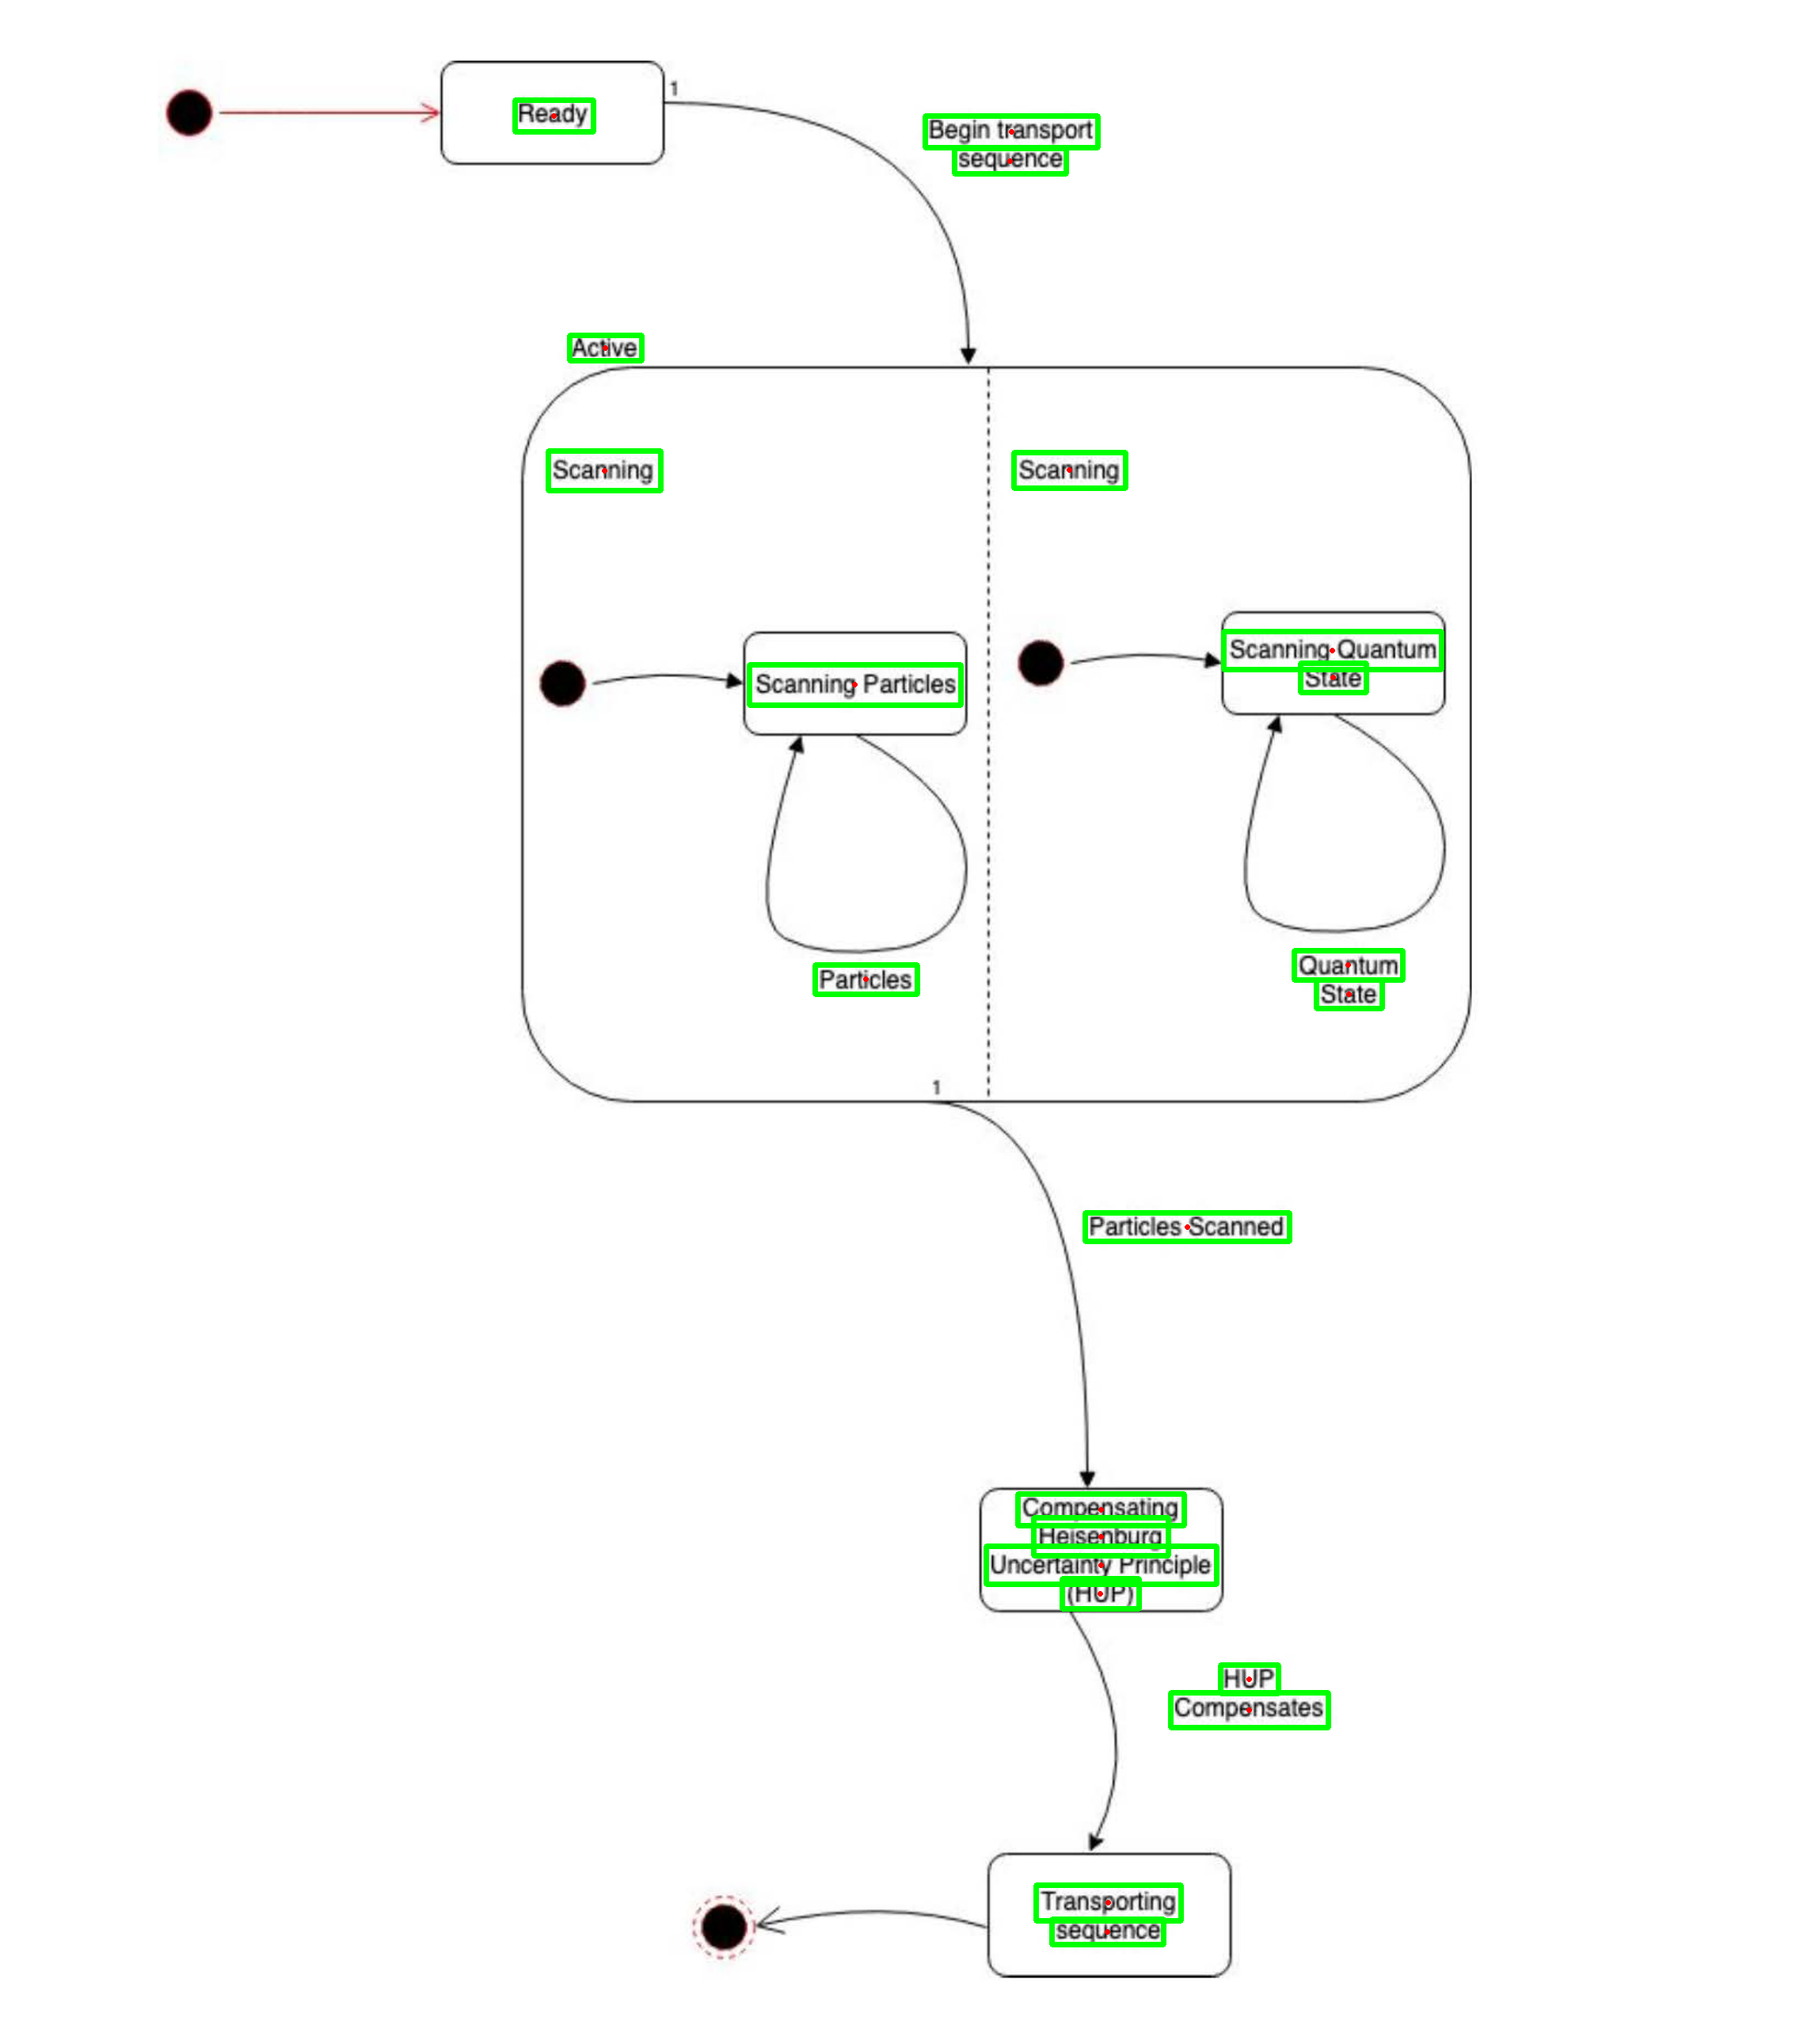 Ready
1
Begin transport
sequence
Active
Scanning
Scanning
Scanning Particles
Scanning Quantum
State
Particles
Quantum
State
1
Particles Scanned
Compensating
Heisenburg
Uncertainty Principle
(HUP)
HUP
Compensates
Transporting
sequence